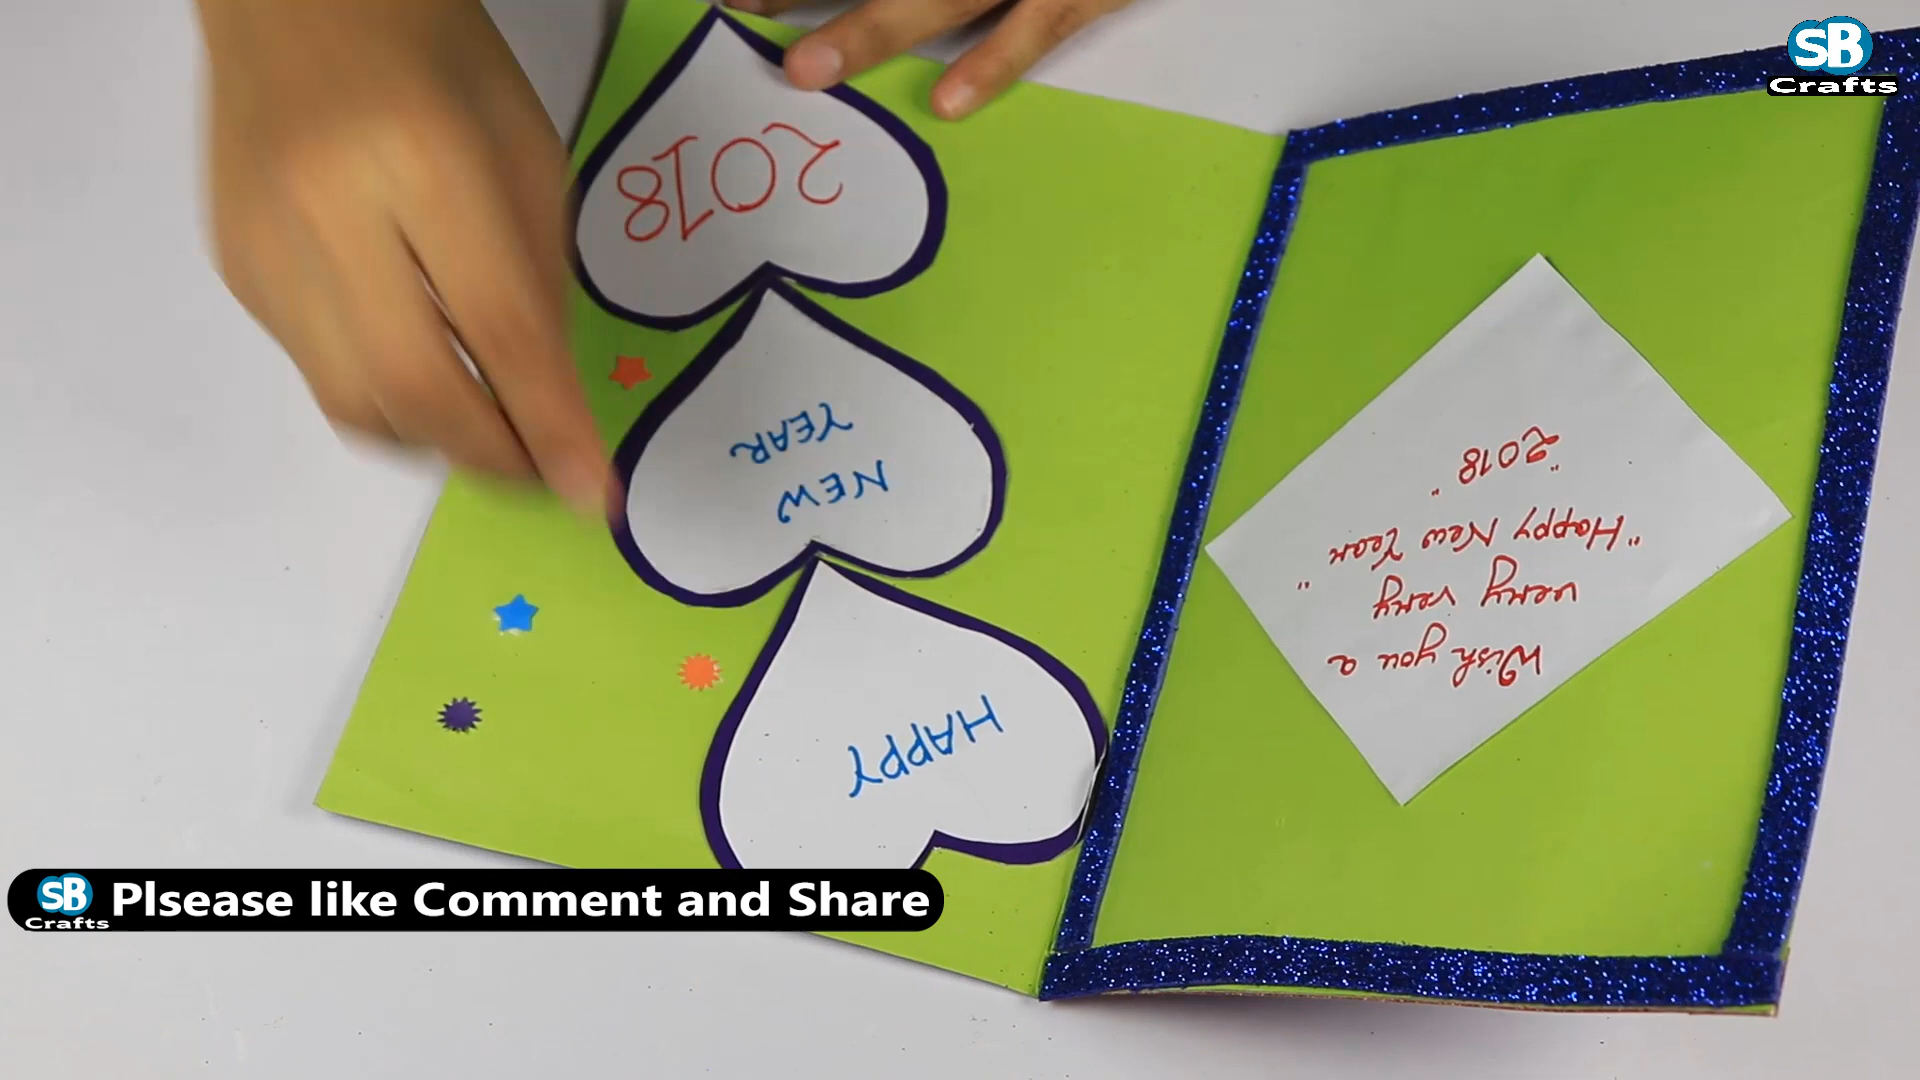 SB
Crafts
HAPPY
NEW
YEAR
2018
Wish you a
very very
"Happy New Year"
"2018"
SB
Crafts
Plsease like Comment and Share